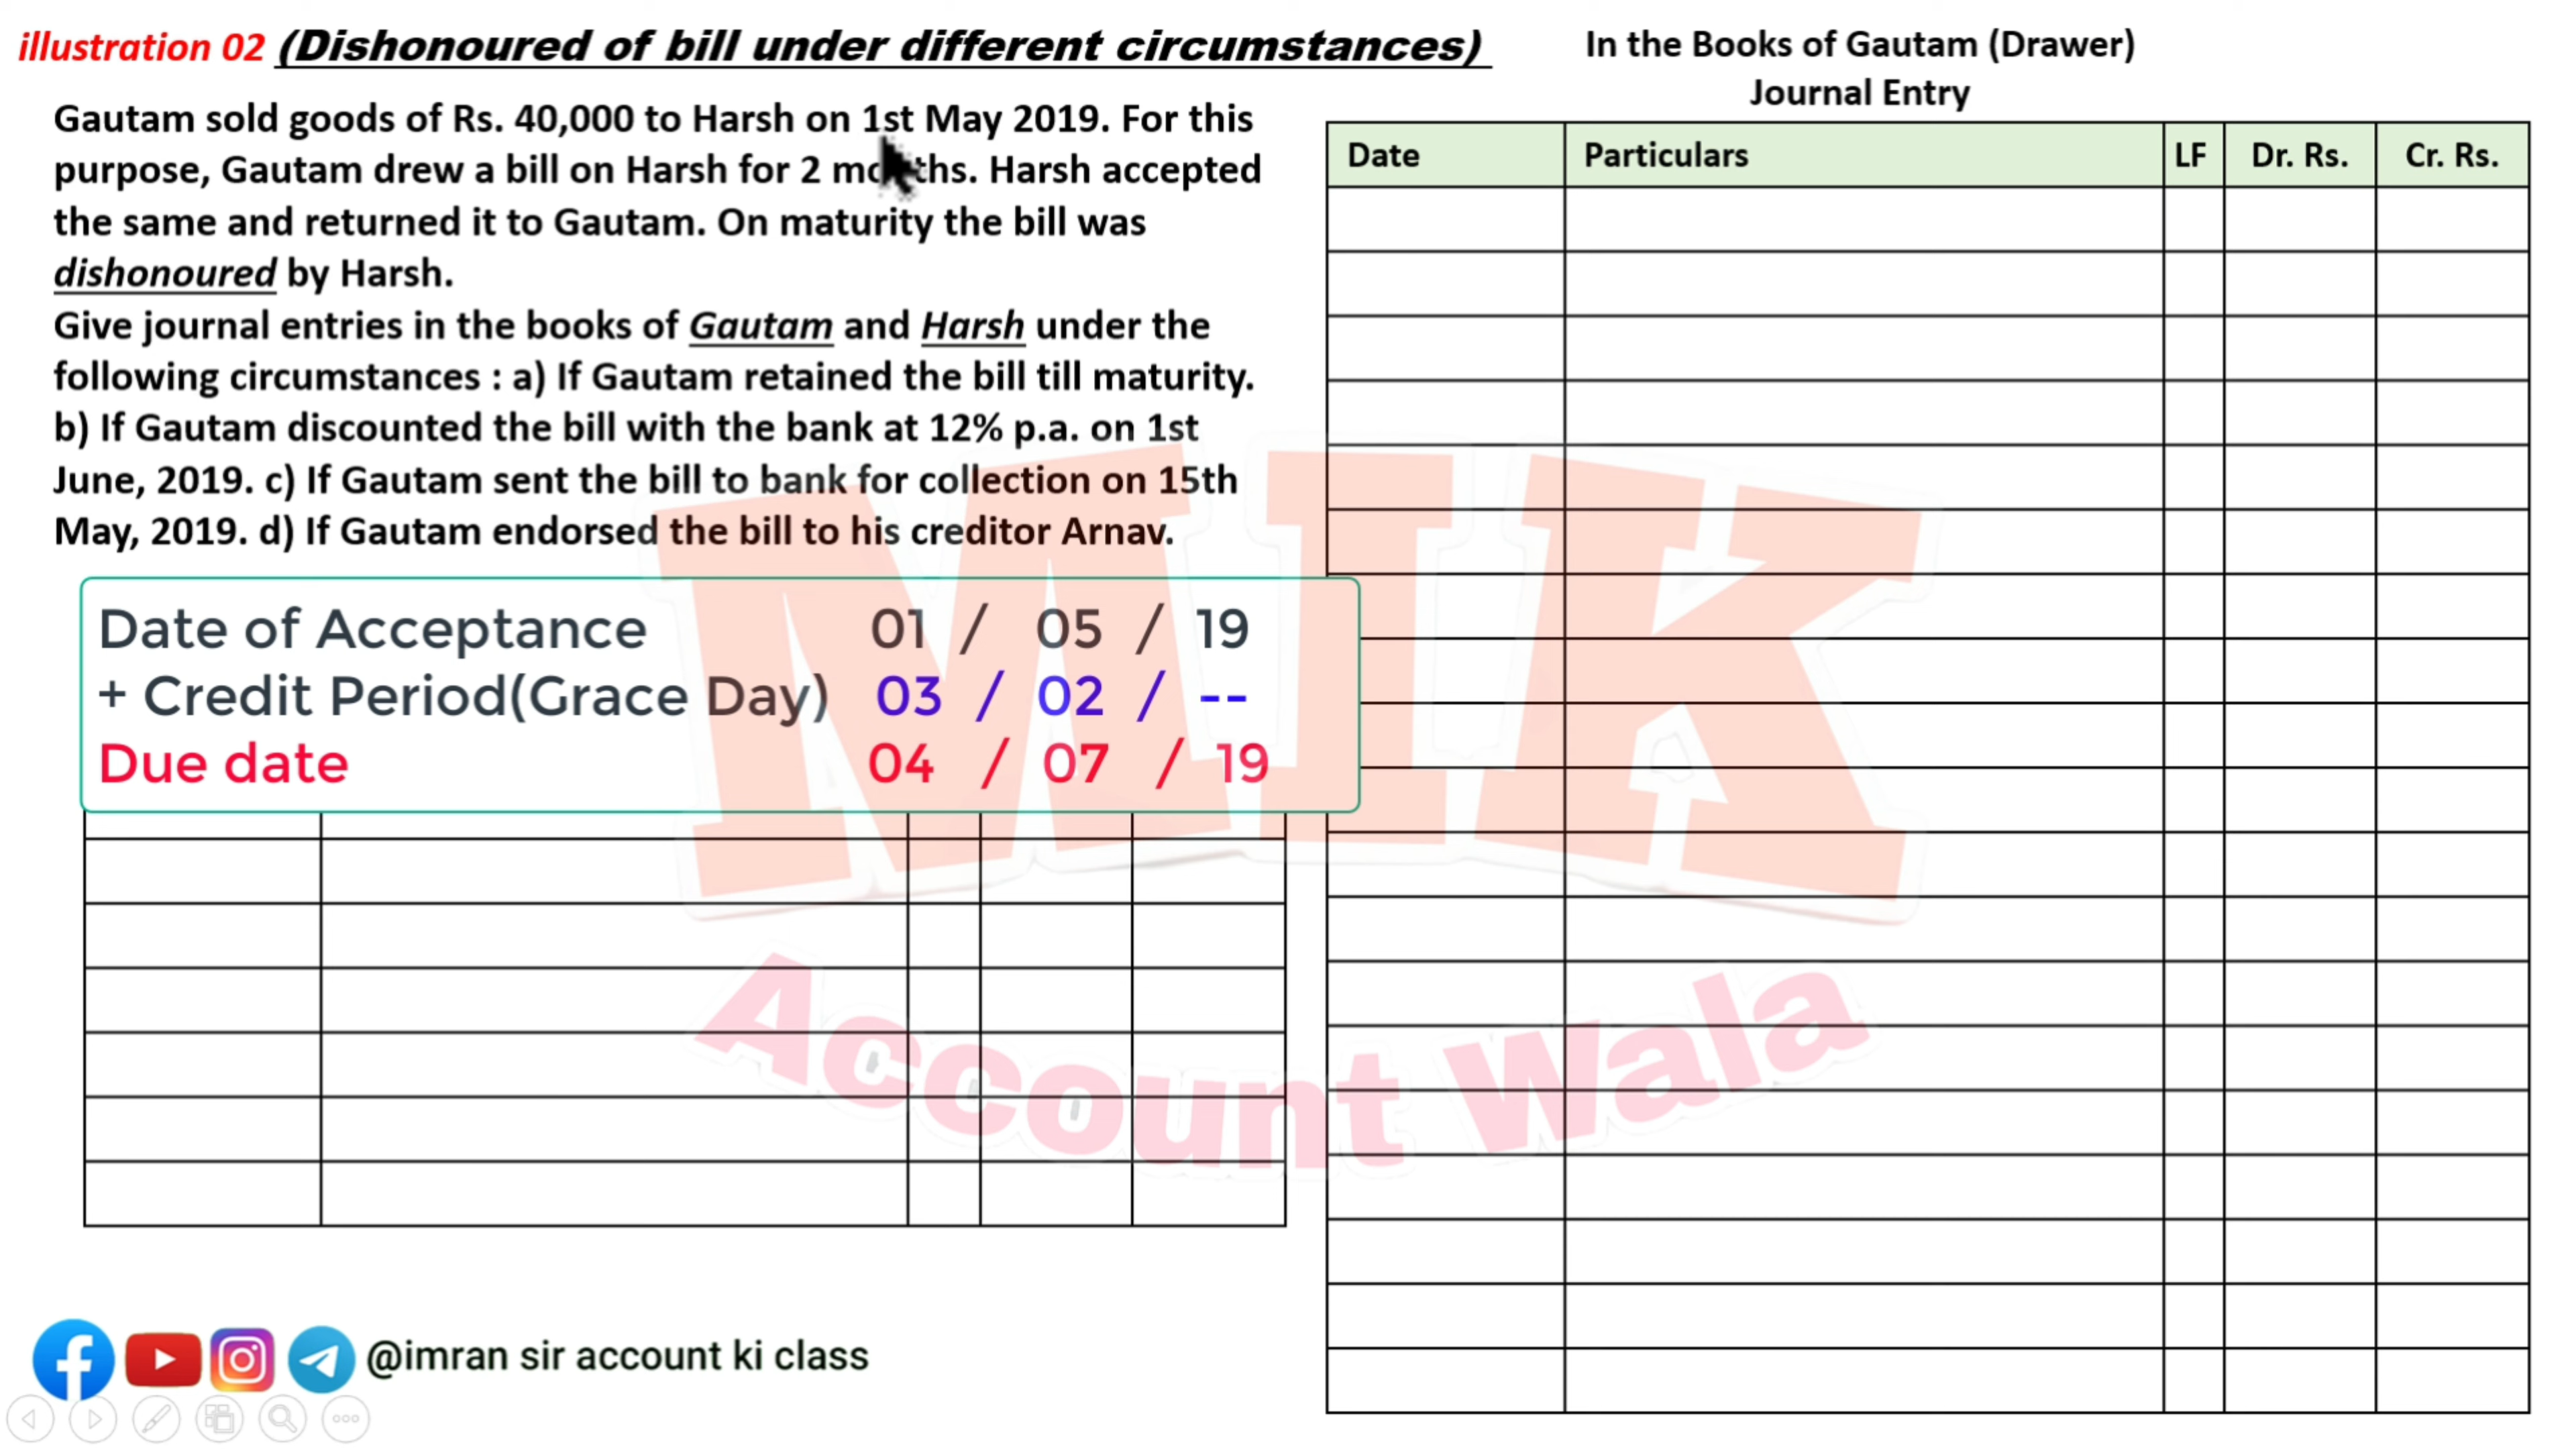 illustration 02 (Dishonoured of bill under different circumstances)
Gautam sold goods of Rs. 40,000 to Harsh on 1st May 2019. For this
purpose, Gautam drew a bill on Harsh for 2 months. Harsh accepted
the same and returned it to Gautam. On maturity the bill was
dishonoured by Harsh.
Give journal entries in the books of Gautam and Harsh under the
following circumstances : a) If Gautam retained the bill till maturity.
b) If Gautam discounted the bill with the bank at 12% p.a. on 1st
June, 2019. c) If Gautam sent the bill to bank for collection on 15th
May, 2019. d) If Gautam endorsed the bill to his creditor Arnav.
Date of Acceptance 01 / 05 / 19
+ Credit Period(Grace Day) 03 / 02 / --
Due date 04 / 07 / 19
In the Books of Gautam (Drawer)
Journal Entry
Date Particulars LF Dr. Rs. Cr. Rs.
MIK
Account Wala
@imran sir account ki class